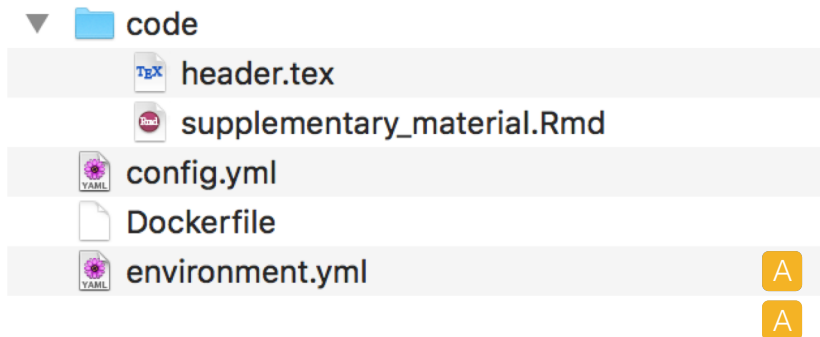 code
TEX header.tex
Rmd supplementary_material.Rmd
YAML config.yml
Dockerfile
YAML environment.yml A
A